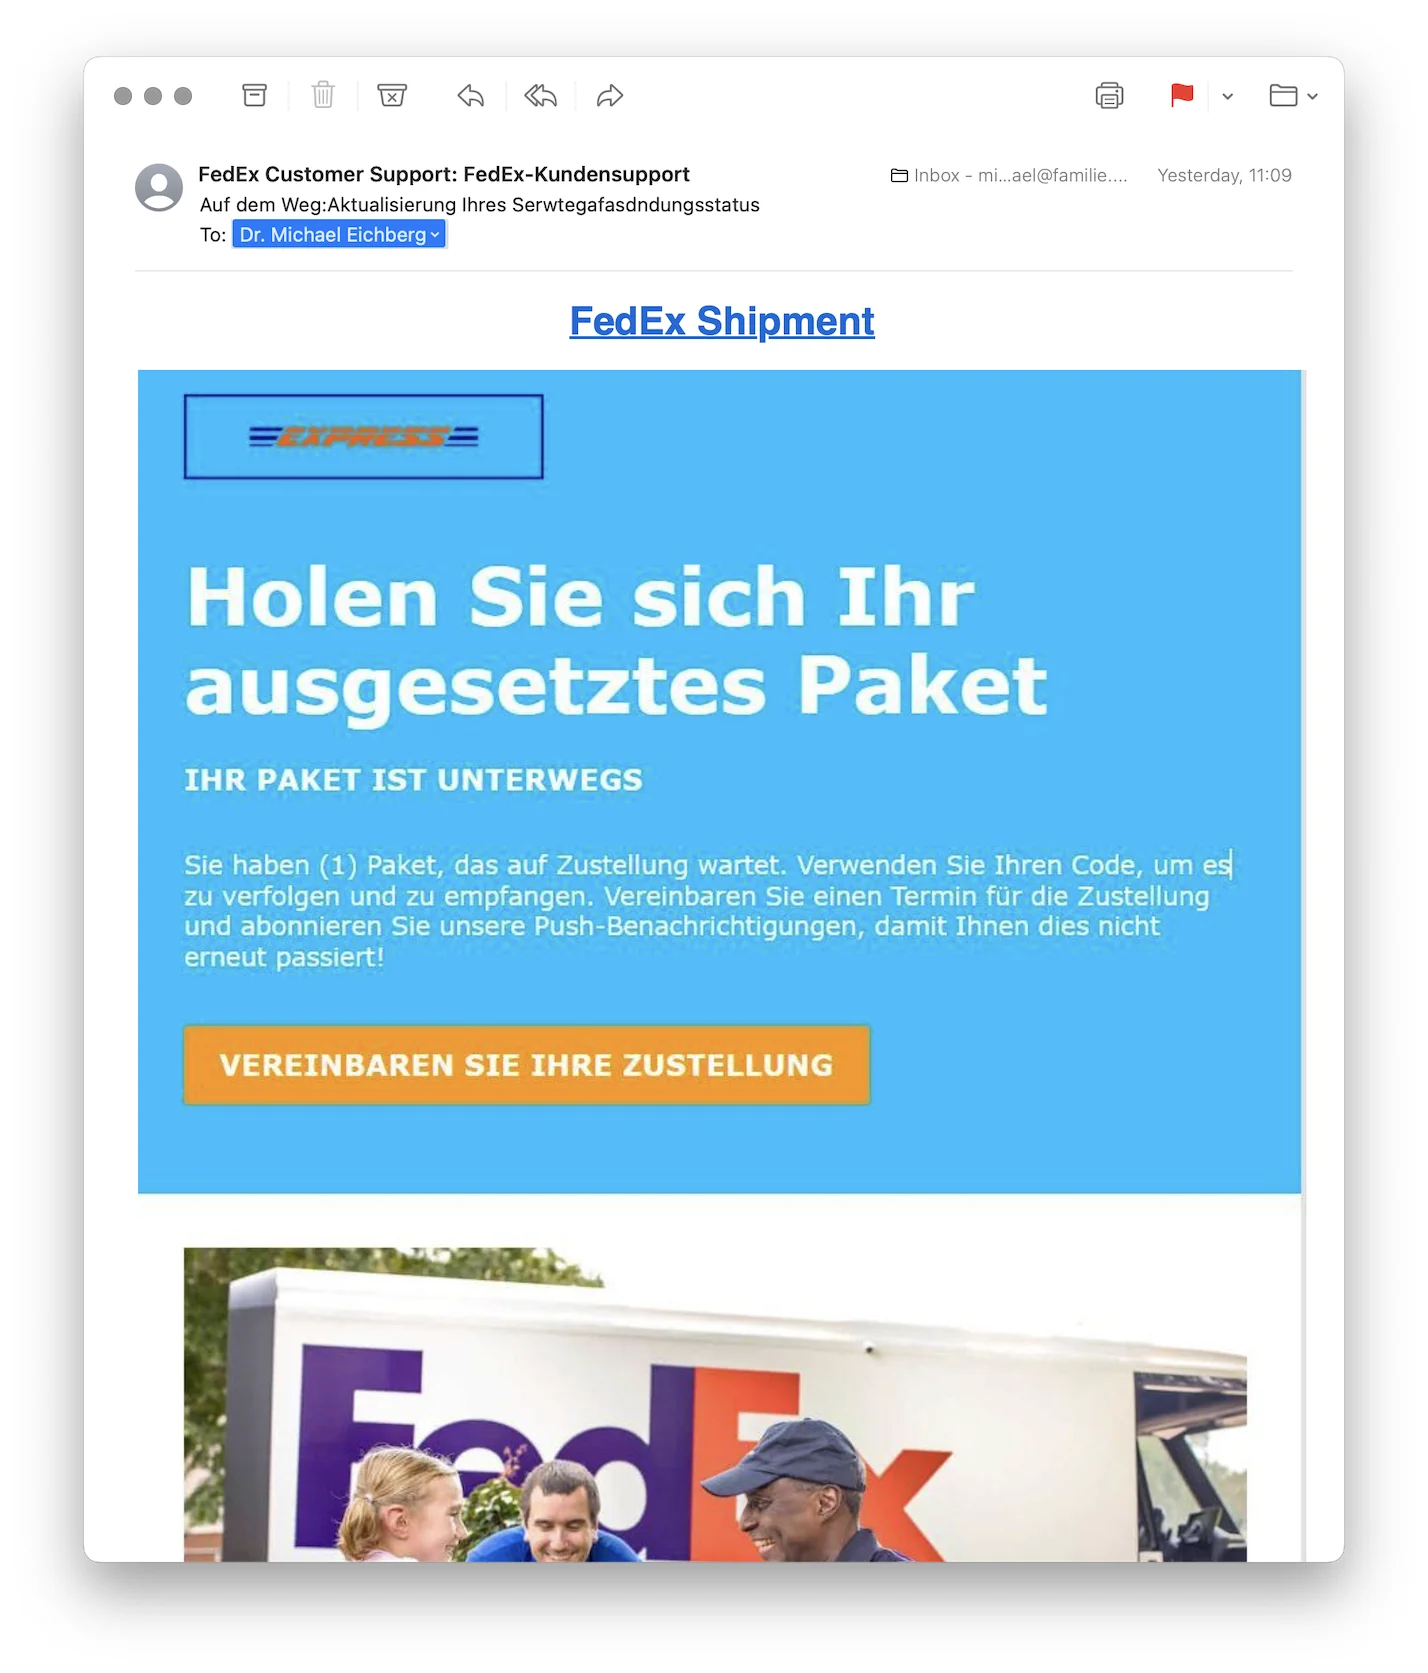 FedEx Customer Support: FedEx-Kundensupport
Inbox - mi...ael@familie....
Yesterday, 11:09
Auf dem Weg:Aktualisierung Ihres Serwtegafasdndungsstatus
To: Dr. Michael Eichberg
FedEx Shipment
EXPRESS
Holen Sie sich Ihr
ausgesetztes Paket
IHR PAKET IST UNTERWEGS
Sie haben (1) Paket, das auf Zustellung wartet. Verwenden Sie Ihren Code, um es
zu verfolgen und zu empfangen. Vereinbaren Sie einen Termin für die Zustellung
und abonnieren Sie unsere Push-Benachrichtigungen, damit Ihnen dies nicht
erneut passiert!
VEREINBAREN SIE IHRE ZUSTELLUNG
FedEx